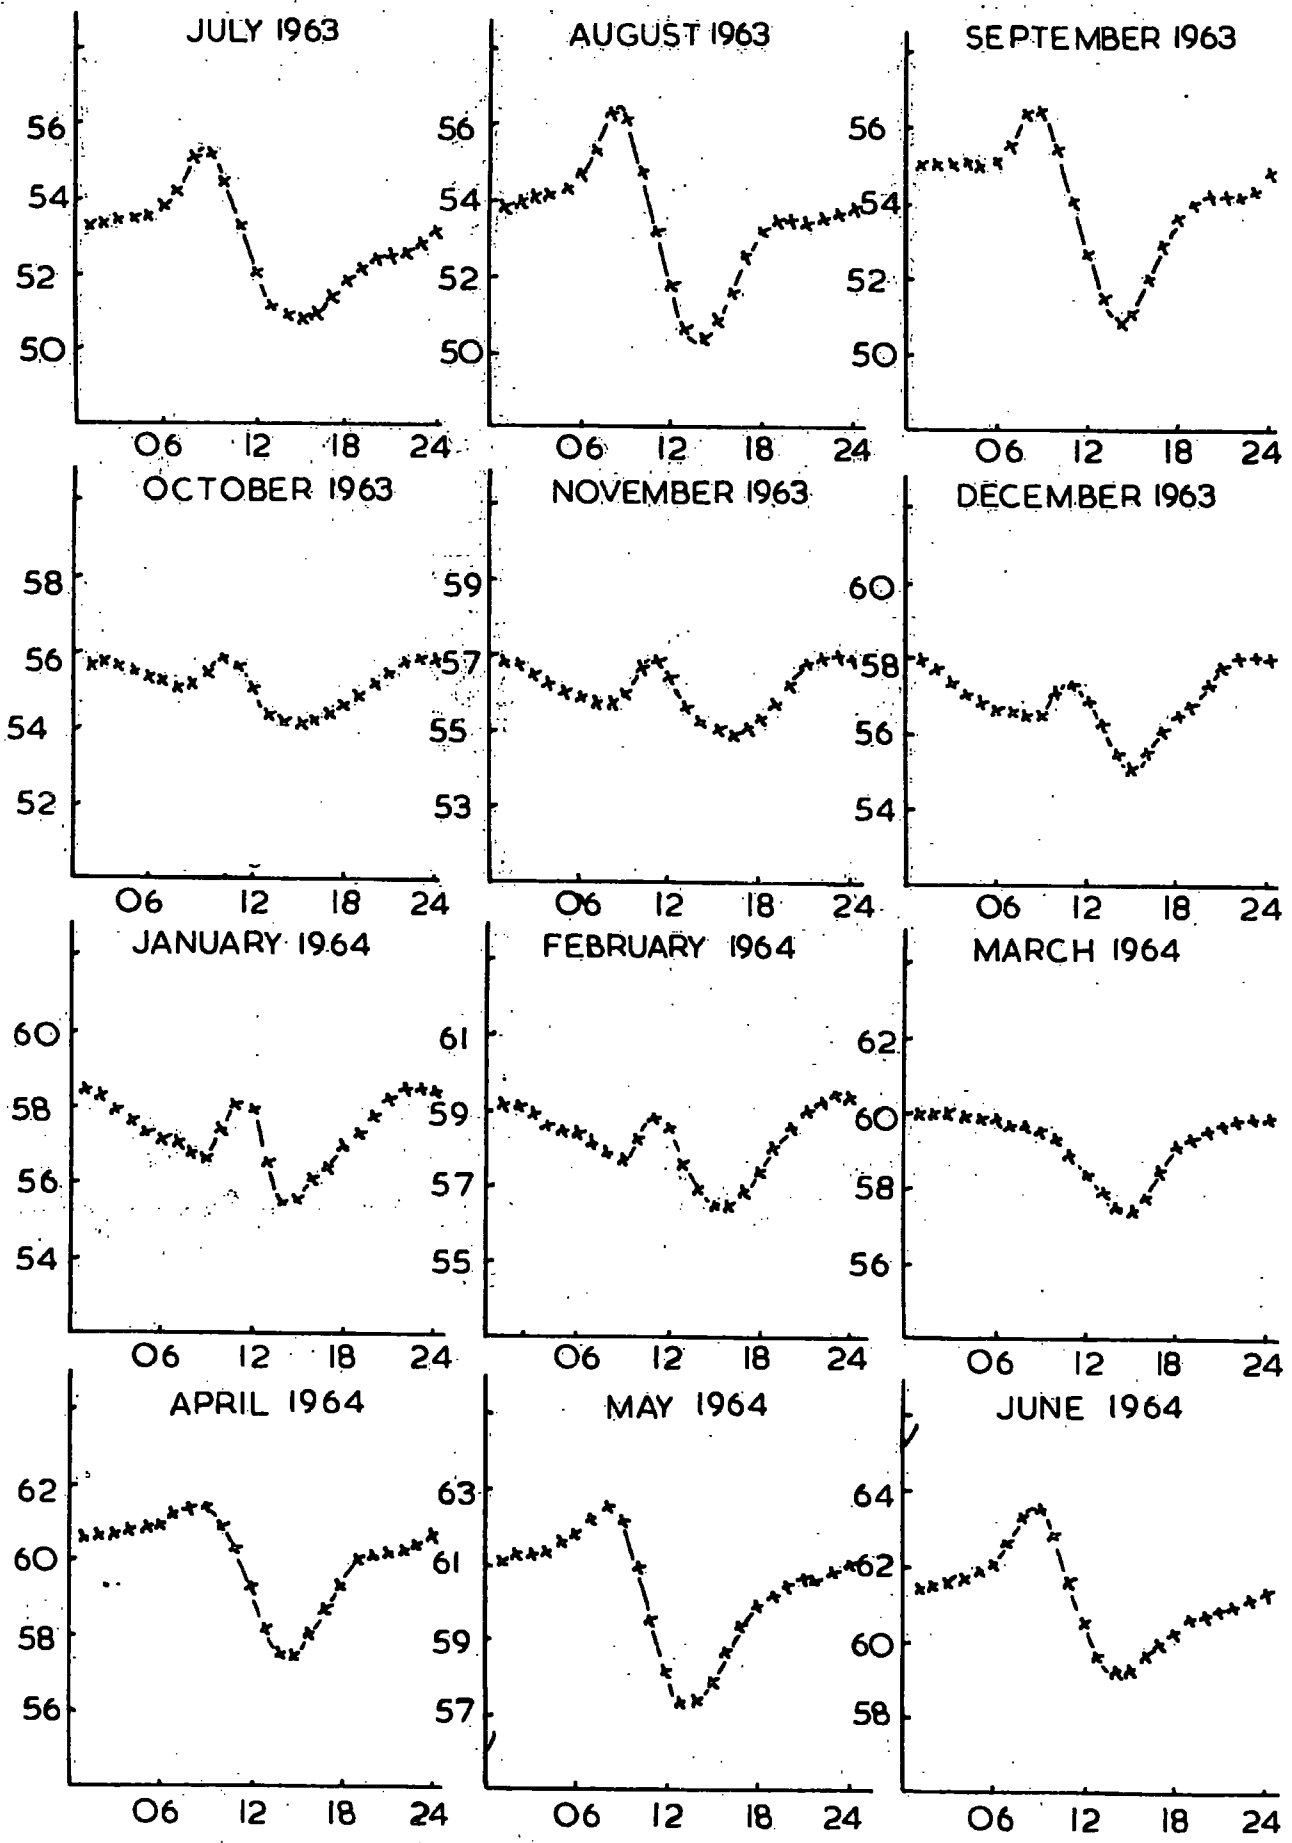 JULY 1963
56
54
52
50
06 12 18 24
AUGUST 1963
56
54
52
50
06 12 18 24
SEPTEMBER 1963
56
54
52
50
06 12 18 24
OCTOBER 1963
58
56
54
52
06 12 18 24
NOVEMBER 1963
59
57
55
53
06 12 18 24
DECEMBER 1963
60
58
56
54
06 12 18 24
JANUARY 1964
60
58
56
54
06 12 18 24
FEBRUARY 1964
61
59
57
55
06 12 18 24
MARCH 1964
62
60
58
56
06 12 18 24
APRIL 1964
62
60
58
56
06 12 18 24
MAY 1964
63
61
59
57
06 12 18 24
JUNE 1964
64
62
60
58
06 12 18 24